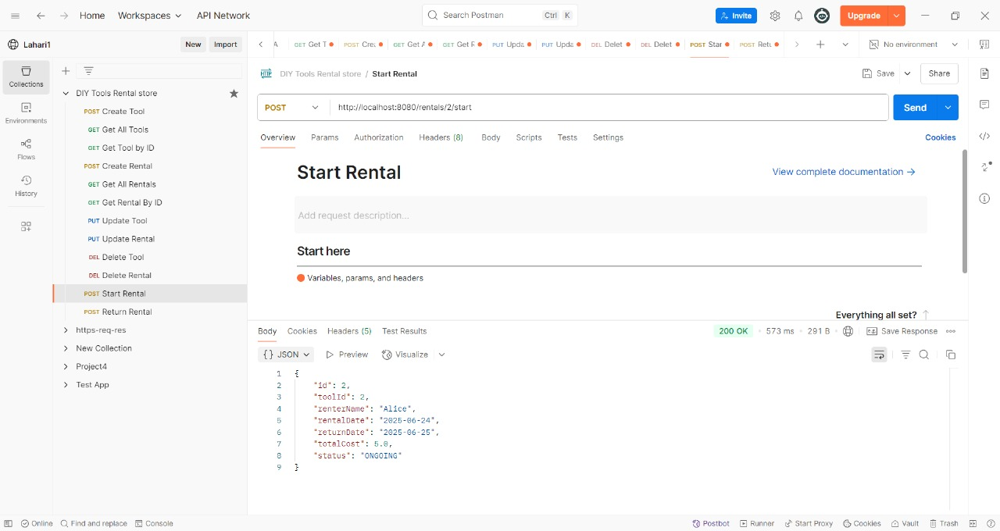 Home Workspaces API Network Search Postman Ctrl K Invite Upgrade
Lahari1 New Import
A GET Get T POST Cre GET Get A GET Get R PUT Upda PUT Upda DEL Delet DEL Delet POST Star POST Retu No environment
Collections
Environments
Flows
History
DIY Tools Rental store
POST Create Tool
GET Get All Tools
GET Get Tool by ID
POST Create Rental
GET Get All Rentals
GET Get Rental By ID
PUT Update Tool
PUT Update Rental
DEL Delete Tool
DEL Delete Rental
POST Start Rental
POST Return Rental
https-req-res
New Collection
Project4
Test App
HTTP DIY Tools Rental store / Start Rental Save Share
POST http://localhost:8080/rentals/2/start Send
Overview Params Authorization Headers (8) Body Scripts Tests Settings Cookies
Start Rental View complete documentation →
Add request description...
Start here
Variables, params, and headers
Everything all set? ↑
Body Cookies Headers (5) Test Results 200 OK 573 ms 291 B Save Response
{} JSON Preview Visualize
1 {
2 "id": 2,
3 "toolId": 2,
4 "renterName": "Alice",
5 "rentalDate": "2025-06-24",
6 "returnDate": "2025-06-25",
7 "totalCost": 5.0,
8 "status": "ONGOING"
9 }
Online Find and replace Console Postbot Runner Start Proxy Cookies Vault Trash